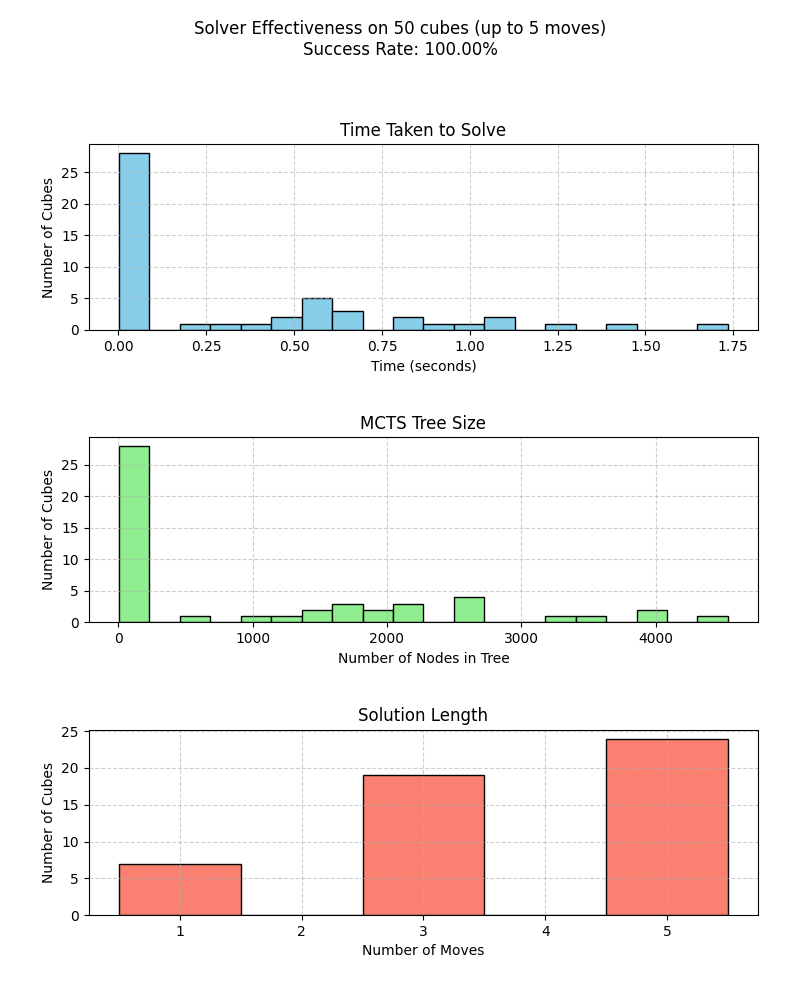 Solver Effectiveness on 50 cubes (up to 5 moves)
Success Rate: 100.00%
Time Taken to Solve
Number of Cubes
25
20
15
10
5
0
0.00 0.25 0.50 0.75 1.00 1.25 1.50 1.75
Time (seconds)
MCTS Tree Size
Number of Cubes
25
20
15
10
5
0
0 1000 2000 3000 4000
Number of Nodes in Tree
Solution Length
Number of Cubes
25
20
15
10
5
0
1 2 3 4 5
Number of Moves